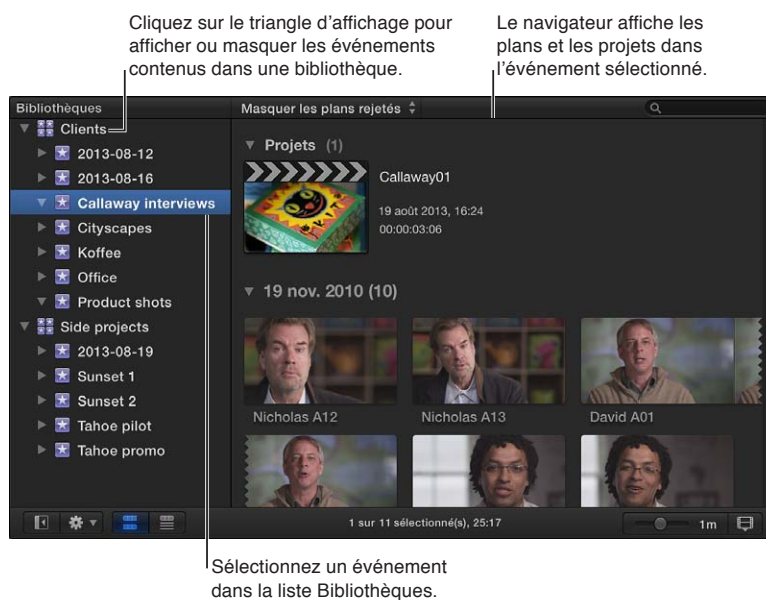 Cliquez sur le triangle d’affichage pour
afficher ou masquer les événements
contenus dans une bibliothèque.
Le navigateur affiche les
plans et les projets dans
l’événement sélectionné.
Bibliothèques
Masquer les plans rejetés
Clients
2013-08-12
2013-08-16
Callaway interviews
Cityscapes
Koffee
Office
Product shots
Side projects
2013-08-19
Sunset 1
Sunset 2
Tahoe pilot
Tahoe promo
Projets (1)
Callaway01
19 août 2013, 16:24
00:00:03:06
19 nov. 2010 (10)
Nicholas A12
Nicholas A13
David A01
1 sur 11 sélectionné(s), 25:17
1m
Sélectionnez un événement
dans la liste Bibliothèques.